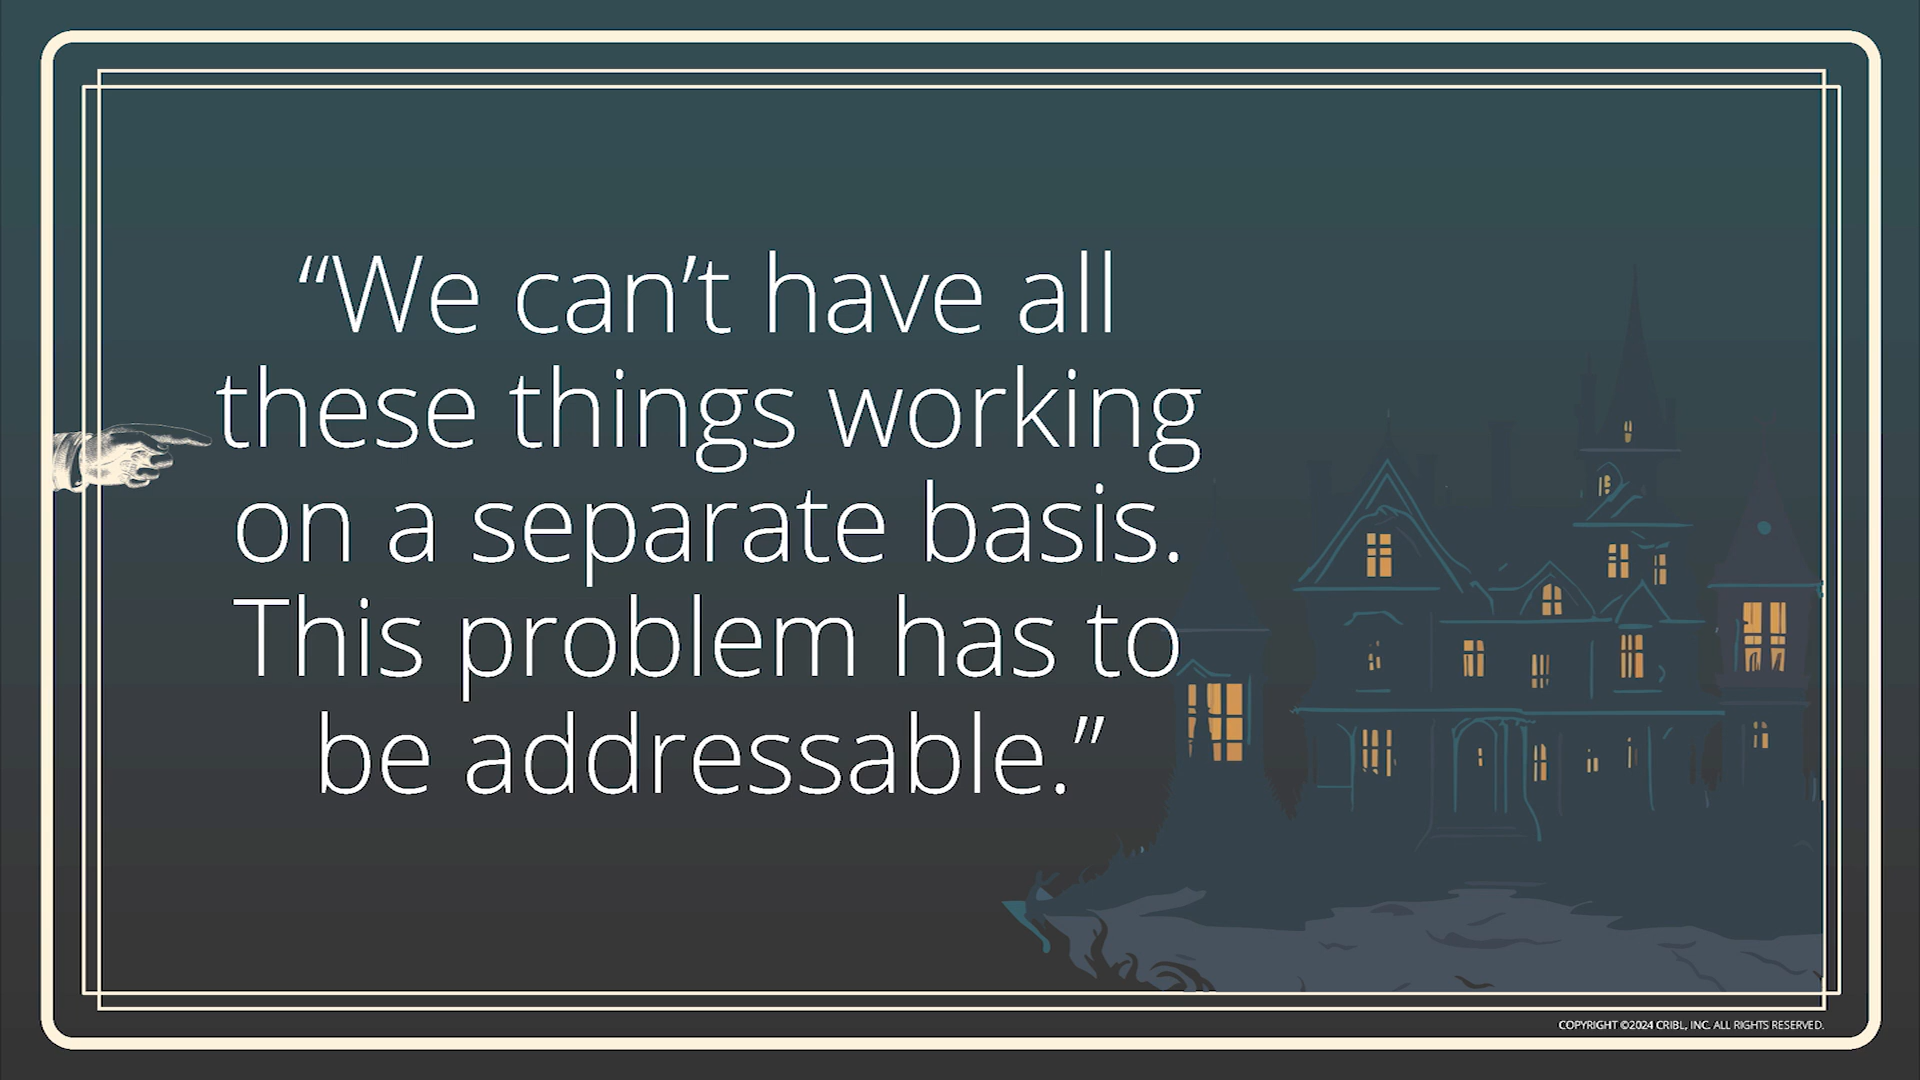 “We can’t have all
these things working
on a separate basis.
This problem has to
be addressable.”
COPYRIGHT ©2024 CRIBL, INC. ALL RIGHTS RESERVED.